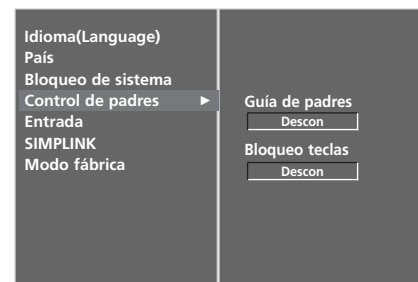 Idioma(Language)
País
Bloqueo de sistema
Control de padres ►
Entrada
SIMPLINK
Modo fábrica
Guía de padres
Descon
Bloqueo teclas
Descon